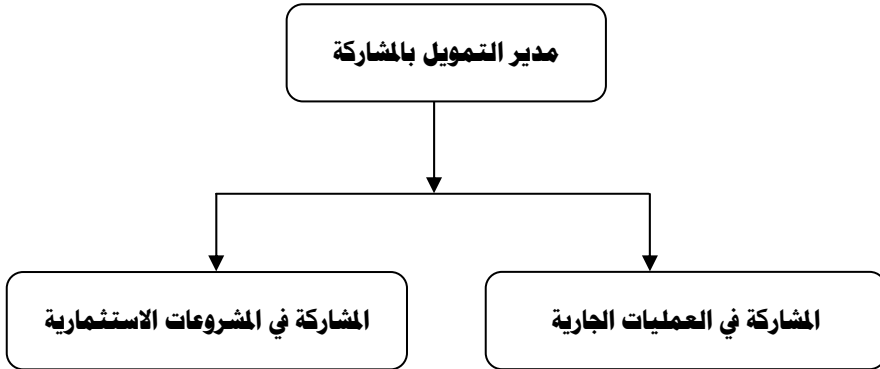 مدير التمويل بالمشاركة
المشاركة في العمليات الجارية
المشاركة في المشروعات الاستثمارية